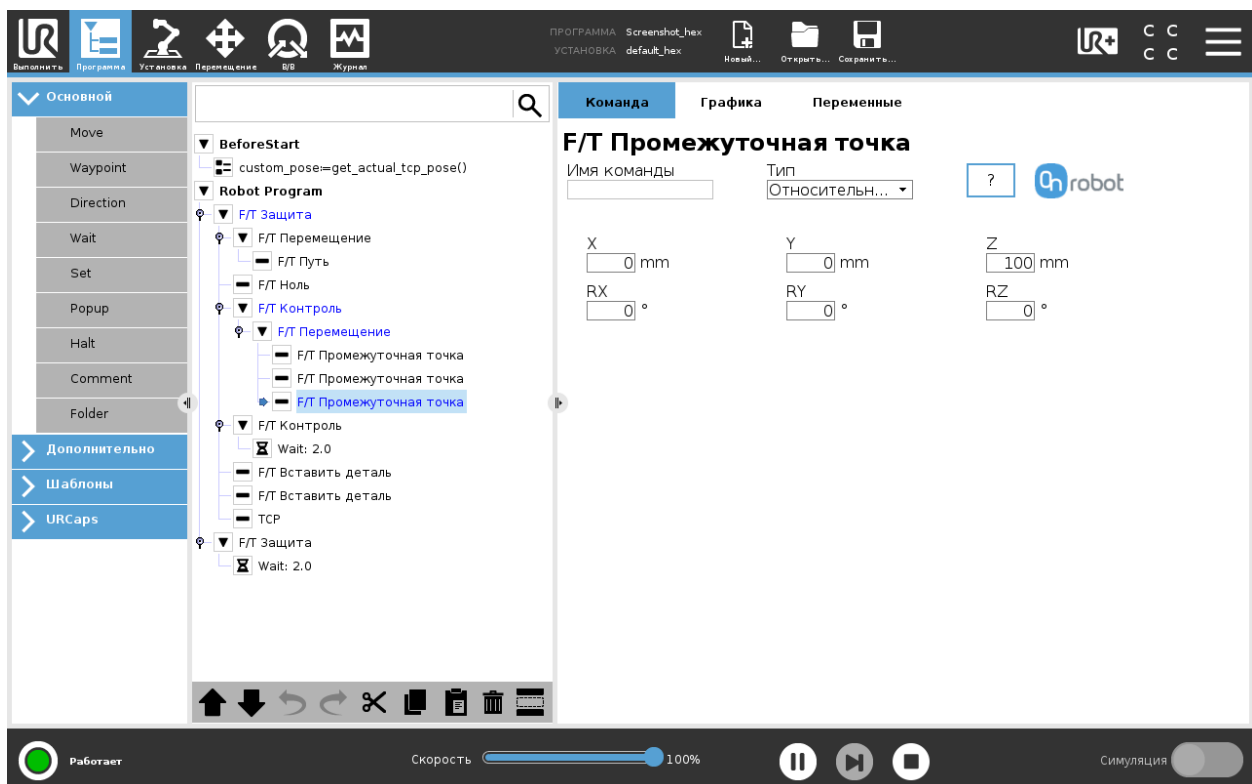 ПРОГРАММА Screenshot_hex
УСТАНОВКА default_hex
Выполнить Программа Установка Перемещение В/В Журнал Новый... Открыть... Сохранить...
UR+
C C
C C
Основной
Move
Waypoint
Direction
Wait
Set
Popup
Halt
Comment
Folder
Дополнительно
Шаблоны
URCaps
BeforeStart
custom_pose≔get_actual_tcp_pose()
Robot Program
F/T Защита
F/T Перемещение
F/T Путь
F/T Ноль
F/T Контроль
F/T Перемещение
F/T Промежуточная точка
F/T Промежуточная точка
F/T Промежуточная точка
F/T Контроль
Wait: 2.0
F/T Вставить деталь
F/T Вставить деталь
TCP
F/T Защита
Wait: 2.0
Команда Графика Переменные
F/T Промежуточная точка
Имя команды Тип
Относительн... ? On robot
X Y Z
0 mm 0 mm 100 mm
RX RY RZ
0 ° 0 ° 0 °
Работает Скорость 100% Симуляция